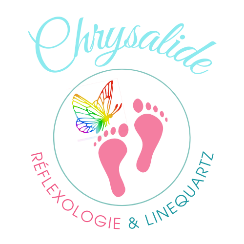 Chrysalide
RÉFLEXOLOGIE & LINEQUARTZ